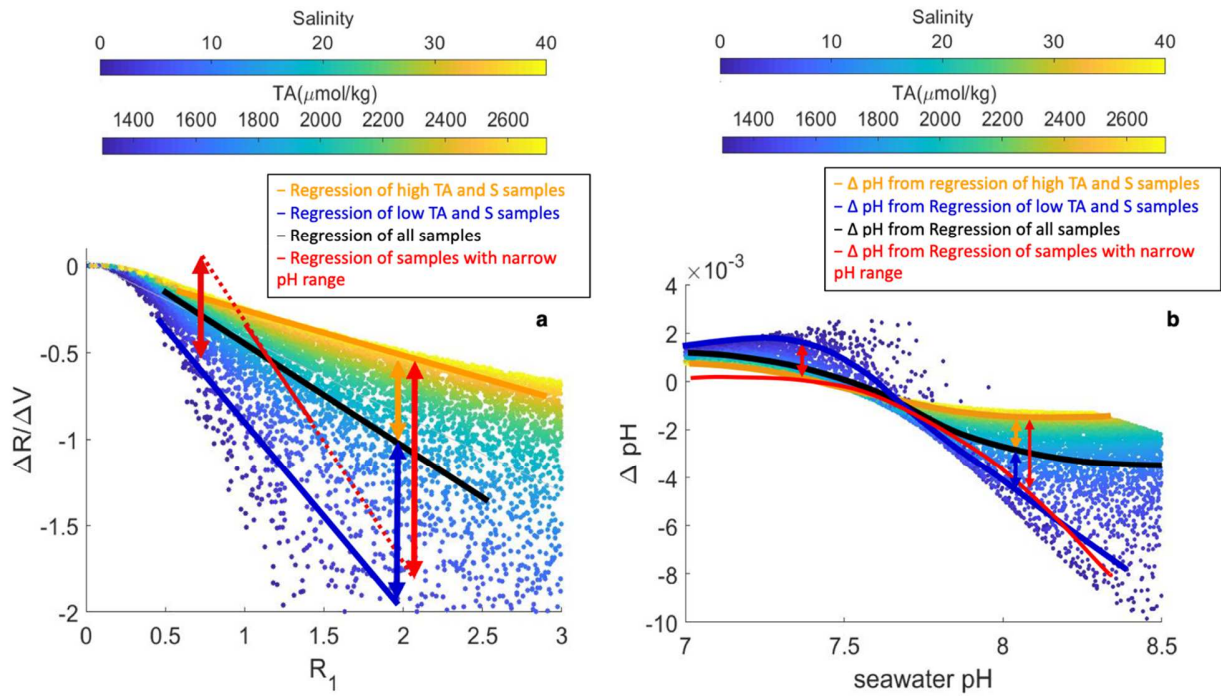 Salinity
0 10 20 30 40
TA(μmol/kg)
1400 1600 1800 2000 2200 2400 2600
– Regression of high TA and S samples
– Regression of low TA and S samples
– Regression of all samples
– Regression of samples with narrow
pH range
a
0
-0.5
-1
-1.5
-2
ΔR/ΔV
0 0.5 1 1.5 2 2.5 3
R1
Salinity
0 10 20 30 40
TA(μmol/kg)
1400 1600 1800 2000 2200 2400 2600
– Δ pH from regression of high TA and S samples
– Δ pH from Regression of low TA and S samples
– Δ pH from Regression of all samples
– Δ pH from Regression of samples with narrow
pH range
×10-3
b
4
2
0
-2
-4
-6
-8
-10
Δ pH
7 7.5 8 8.5
seawater pH